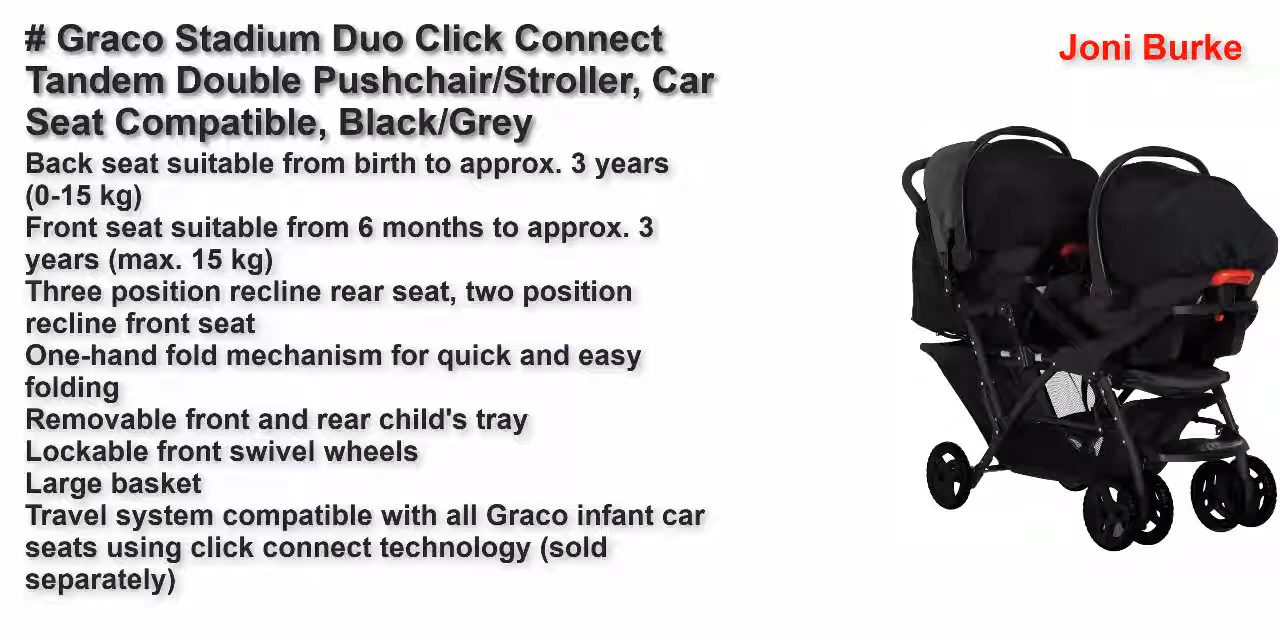 # Graco Stadium Duo Click Connect
Tandem Double Pushchair/Stroller, Car
Seat Compatible, Black/Grey
Back seat suitable from birth to approx. 3 years
(0-15 kg)
Front seat suitable from 6 months to approx. 3
years (max. 15 kg)
Three position recline rear seat, two position
recline front seat
One-hand fold mechanism for quick and easy
folding
Removable front and rear child's tray
Lockable front swivel wheels
Large basket
Travel system compatible with all Graco infant car
seats using click connect technology (sold
separately)
Joni Burke